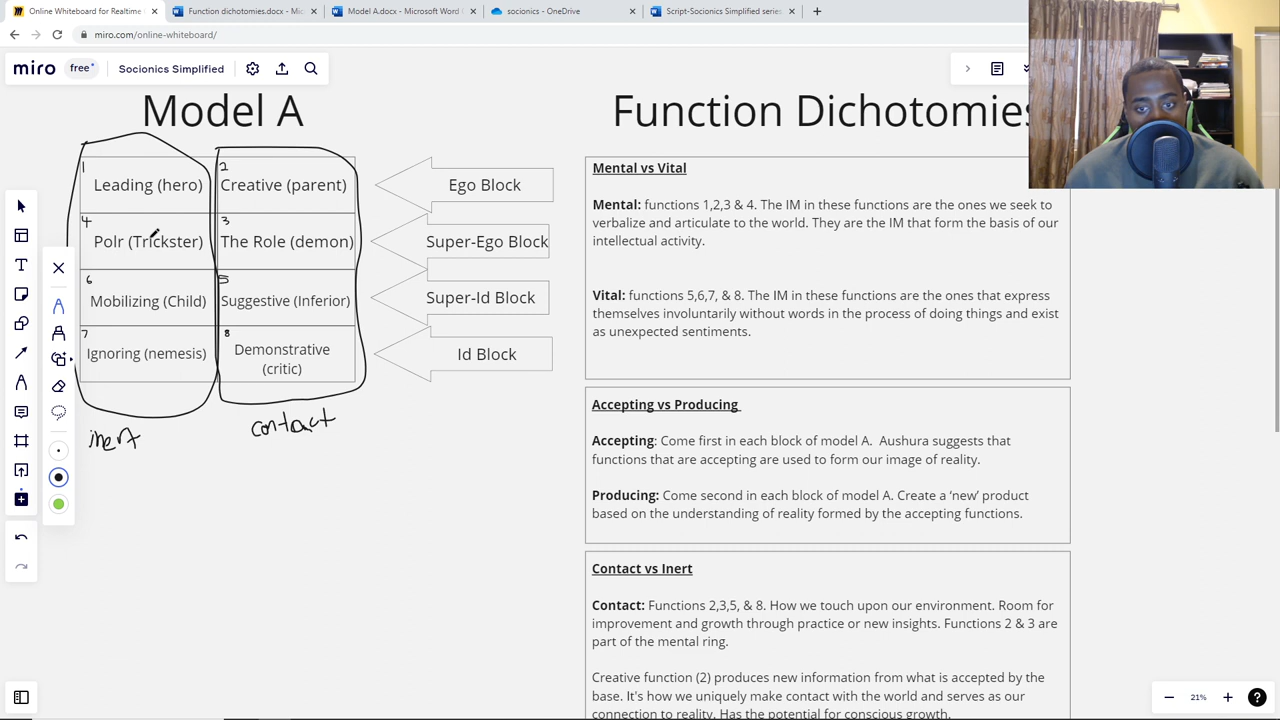 Online Whiteboard for Realtime
Function dichotomies.docx - Mic
Model A.docx - Microsoft Word
socionics - OneDrive
Script-Socionics Simplified serie
miro.com/online-whiteboard/
miro
free
Socionics Simplified
Model A
Function Dichotomies
1
Leading (hero)
2
Creative (parent)
Ego Block
4
Polr (Trickster)
3
The Role (demon)
Super-Ego Block
6
Mobilizing (Child)
5
Suggestive (Inferior)
Super-Id Block
7
Ignoring (nemesis)
8
Demonstrative
(critic)
Id Block
inert
contact
Mental vs Vital
Mental: functions 1,2,3 & 4. The IM in these functions are the ones we seek to
verbalize and articulate to the world. They are the IM that form the basis of our
intellectual activity.
Vital: functions 5,6,7, & 8. The IM in these functions are the ones that express
themselves involuntarily without words in the process of doing things and exist
as unexpected sentiments.
Accepting vs Producing
Accepting: Come first in each block of model A. Aushura suggests that
functions that are accepting are used to form our image of reality.
Producing: Come second in each block of model A. Create a ‘new’ product
based on the understanding of reality formed by the accepting functions.
Contact vs Inert
Contact: Functions 2,3,5, & 8. How we touch upon our environment. Room for
improvement and growth through practice or new insights. Functions 2 & 3 are
part of the mental ring.
Creative function (2) produces new information from what is accepted by the
base. It's how we uniquely make contact with the world and serves as our
connection to reality. Has the potential for conscious growth.
21%